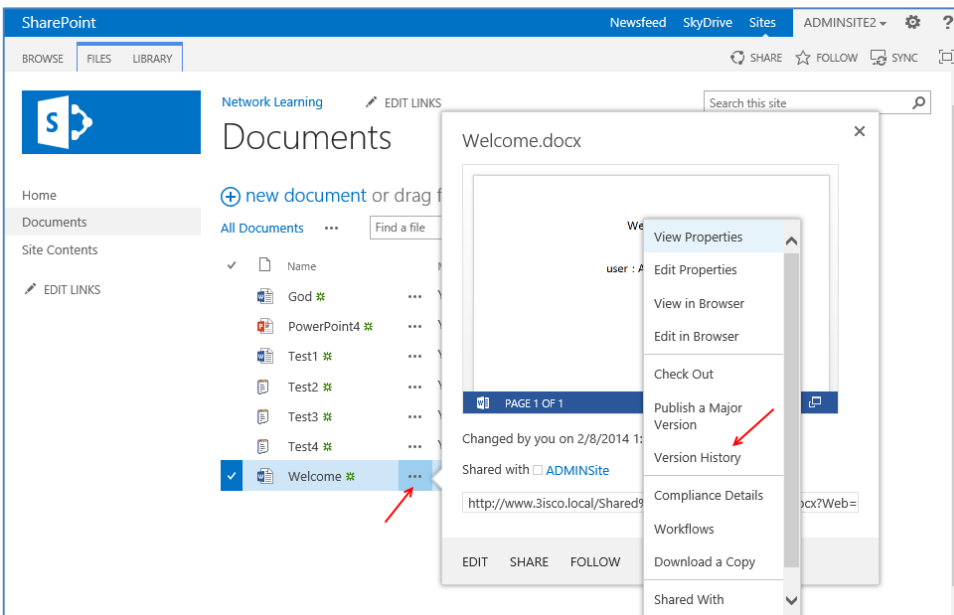 SharePoint
Newsfeed SkyDrive Sites ADMINSITE2 ?
BROWSE FILES LIBRARY
SHARE FOLLOW SYNC
S
Network Learning EDIT LINKS
Search this site
Documents
Welcome.docx
Home
Documents
Site Contents
EDIT LINKS
new document or drag f
All Documents ... Find a file
Name
God ...
PowerPoint4 ...
Test1 ...
Test2 ...
Test3 ...
Test4 ...
Welcome ...
We
user : A
PAGE 1 OF 1
Changed by you on 2/8/2014 1:
Shared with ADMINSite
http://www.3isco.local/Shared% ocx?Web=
EDIT SHARE FOLLOW
View Properties
Edit Properties
View in Browser
Edit in Browser
Check Out
Publish a Major
Version
Version History
Compliance Details
Workflows
Download a Copy
Shared With